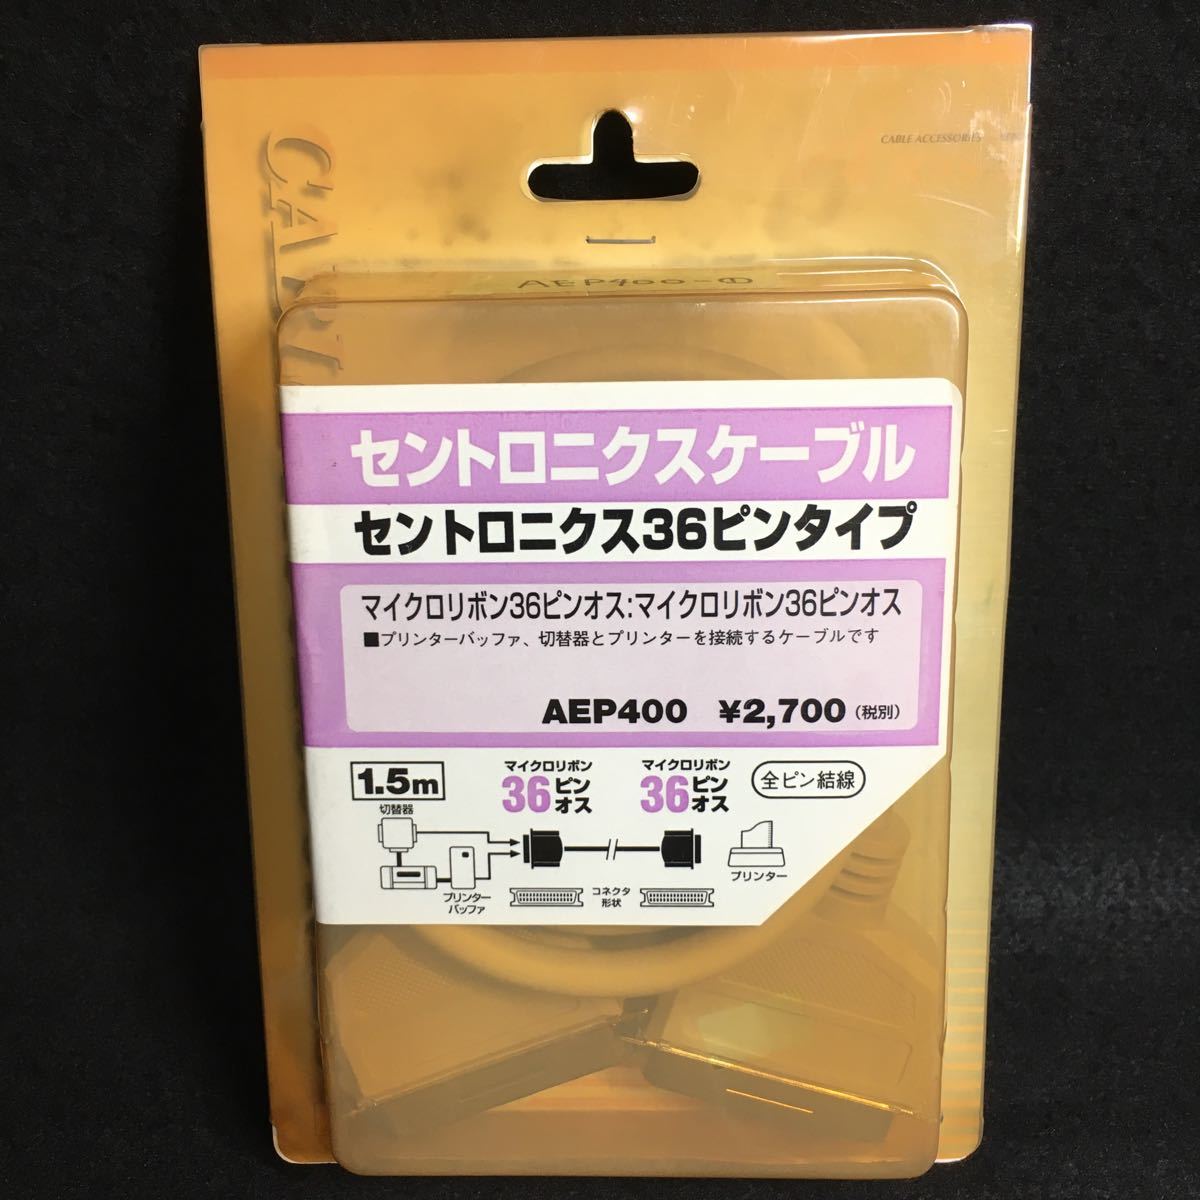 CABLE ACCESSORIES
AEP400-①
セントロニクスケーブル
セントロニクス36ピンタイプ
マイクロリボン36ピンオス:マイクロリボン36ピンオス
■プリンターバッファ、切替器とプリンターを接続するケーブルです
AEP400 ¥2,700（税別）
1.5m
マイクロリボン
36ピンオス
マイクロリボン
36ピンオス
全ピン結線
切替器
プリンターバッファ
コネクタ形状
プリンター